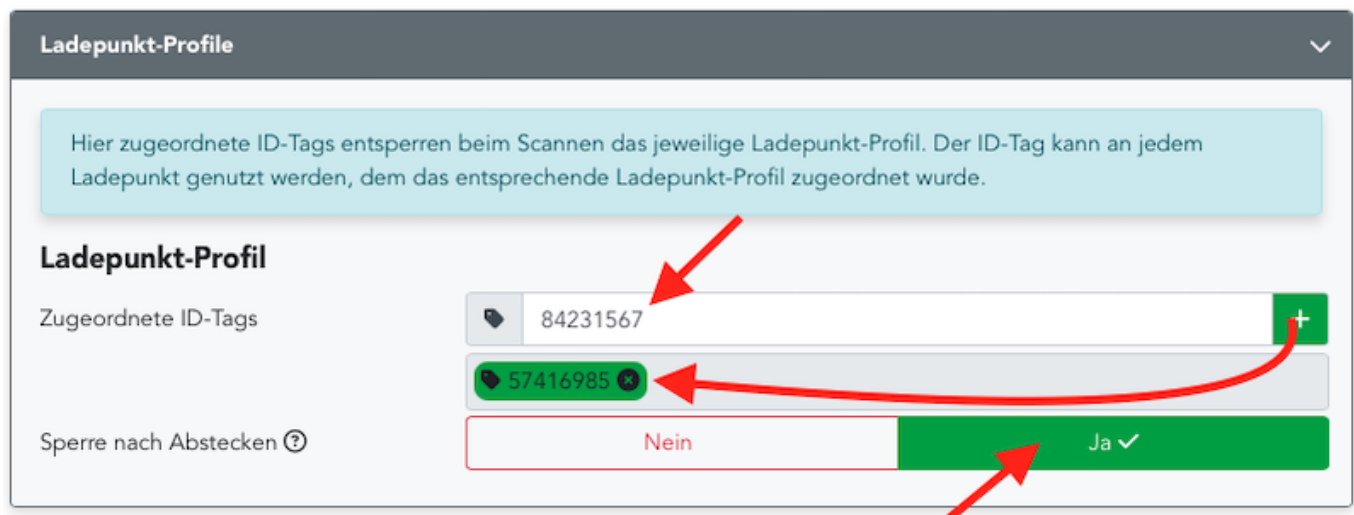 Ladepunkt-Profile
Hier zugeordnete ID-Tags entsperren beim Scannen das jeweilige Ladepunkt-Profil. Der ID-Tag kann an jedem
Ladepunkt genutzt werden, dem das entsprechende Ladepunkt-Profil zugeordnet wurde.
Ladepunkt-Profil
Zugeordnete ID-Tags
84231567
57416985
Sperre nach Abstecken
Nein
Ja